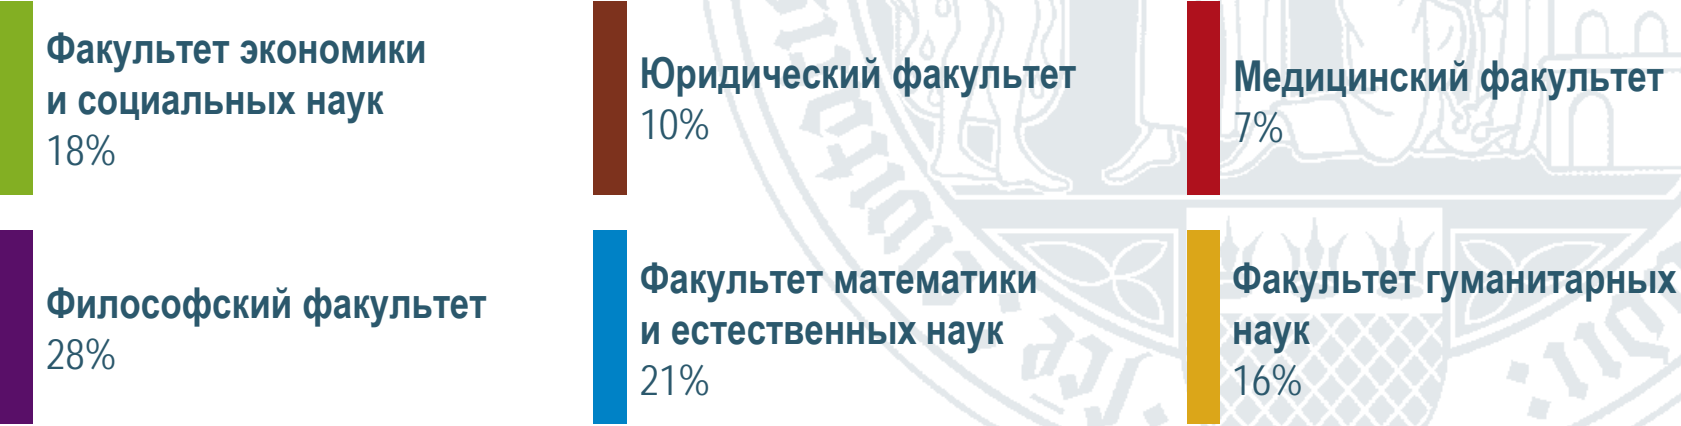 Факультет экономики
и социальных наук
18%
Юридический факультет
10%
Медицинский факультет
7%
Философский факультет
28%
Факультет математики
и естественных наук
21%
Факультет гуманитарных
наук
16%